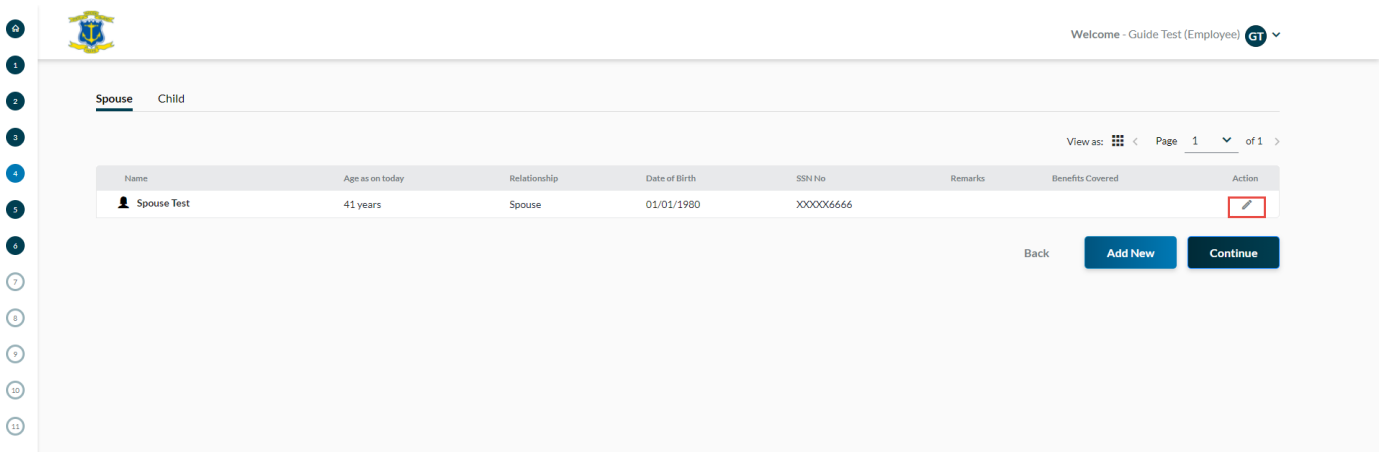 Welcome - Guide Test (Employee) GT
1
2
3
4
5
6
7
8
9
10
11
Spouse Child
View as: Page 1 of 1
Name Age as on today Relationship Date of Birth SSN No Remarks Benefits Covered Action
Spouse Test 41 years Spouse 01/01/1980 XXXXX6666
Back Add New Continue